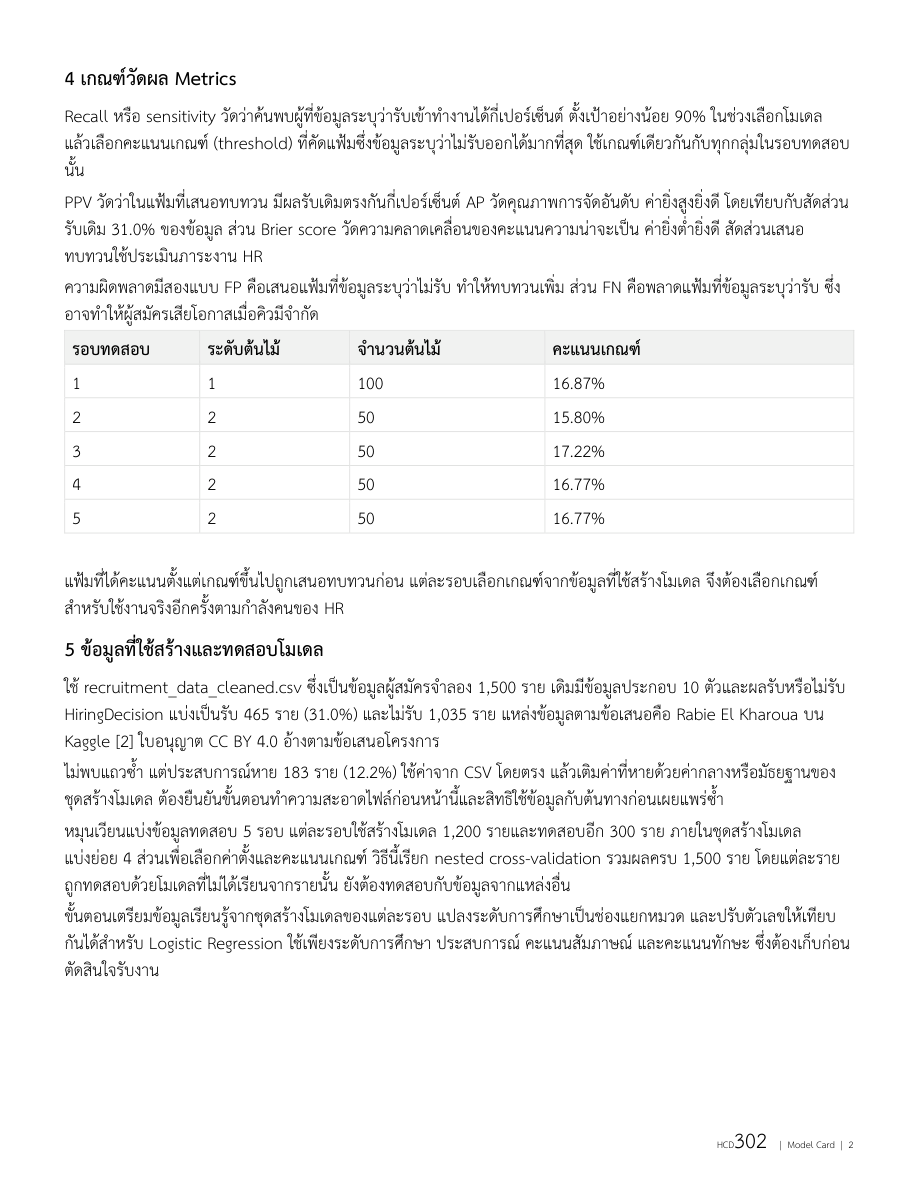 4 เกณฑ์วัดผล Metrics
Recall หรือ sensitivity วัดว่าค้นพบผู้ที่ข้อมูลระบุว่ารับเข้าทำงานได้กี่เปอร์เซ็นต์ ตั้งเป้าอย่างน้อย 90% ในช่วงเลือกโมเดล
แล้วเลือกคะแนนเกณฑ์ (threshold) ที่คัดแฟ้มซึ่งข้อมูลระบุว่าไม่รับออกได้มากที่สุด ใช้เกณฑ์เดียวกันกับทุกกลุ่มในรอบทดสอบ
นั้น
PPV วัดว่าในแฟ้มที่เสนอทบทวน มีผลรับเดิมตรงกันกี่เปอร์เซ็นต์ AP วัดคุณภาพการจัดอันดับ ค่ายิ่งสูงยิ่งดี โดยเทียบกับสัดส่วน
รับเดิม 31.0% ของข้อมูล ส่วน Brier score วัดความคลาดเคลื่อนของคะแนนความน่าจะเป็น ค่ายิ่งต่ำยิ่งดี สัดส่วนเสนอ
ทบทวนใช้ประเมินภาระงาน HR
ความผิดพลาดมีสองแบบ FP คือเสนอแฟ้มที่ข้อมูลระบุว่าไม่รับ ทำให้ทบทวนเพิ่ม ส่วน FN คือพลาดแฟ้มที่ข้อมูลระบุว่ารับ ซึ่ง
อาจทำให้ผู้สมัครเสียโอกาสเมื่อคิวมีจำกัด
รอบทดสอบ ระดับต้นไม้ จำนวนต้นไม้ คะแนนเกณฑ์
1 1 100 16.87%
2 2 50 15.80%
3 2 50 17.22%
4 2 50 16.77%
5 2 50 16.77%
แฟ้มที่ได้คะแนนตั้งแต่เกณฑ์ขึ้นไปถูกเสนอทบทวนก่อน แต่ละรอบเลือกเกณฑ์จากข้อมูลที่ใช้สร้างโมเดล จึงต้องเลือกเกณฑ์
สำหรับใช้งานจริงอีกครั้งตามกำลังคนของ HR
5 ข้อมูลที่ใช้สร้างและทดสอบโมเดล
ใช้ recruitment_data_cleaned.csv ซึ่งเป็นข้อมูลผู้สมัครจำลอง 1,500 ราย เดิมมีข้อมูลประกอบ 10 ตัวและผลรับหรือไม่รับ
HiringDecision แบ่งเป็นรับ 465 ราย (31.0%) และไม่รับ 1,035 ราย แหล่งข้อมูลตามข้อเสนอคือ Rabie El Kharoua บน
Kaggle [2] ใบอนุญาต CC BY 4.0 อ้างตามข้อเสนอโครงการ
ไม่พบแถวซ้ำ แต่ประสบการณ์หาย 183 ราย (12.2%) ใช้ค่าจาก CSV โดยตรง แล้วเติมค่าที่หายด้วยค่ากลางหรือมัธยฐานของ
ชุดสร้างโมเดล ต้องยืนยันขั้นตอนทำความสะอาดไฟล์ก่อนหน้านี้และสิทธิใช้ข้อมูลกับต้นทางก่อนเผยแพร่ซ้ำ
หมุนเวียนแบ่งข้อมูลทดสอบ 5 รอบ แต่ละรอบใช้สร้างโมเดล 1,200 รายและทดสอบอีก 300 ราย ภายในชุดสร้างโมเดล
แบ่งย่อย 4 ส่วนเพื่อเลือกค่าตั้งและคะแนนเกณฑ์ วิธีนี้เรียก nested cross-validation รวมผลครบ 1,500 ราย โดยแต่ละราย
ถูกทดสอบด้วยโมเดลที่ไม่ได้เรียนจากรายนั้น ยังต้องทดสอบกับข้อมูลจากแหล่งอื่น
ขั้นตอนเตรียมข้อมูลเรียนรู้จากชุดสร้างโมเดลของแต่ละรอบ แปลงระดับการศึกษาเป็นช่องแยกหมวด และปรับตัวเลขให้เทียบ
กันได้สำหรับ Logistic Regression ใช้เพียงระดับการศึกษา ประสบการณ์ คะแนนสัมภาษณ์ และคะแนนทักษะ ซึ่งต้องเก็บก่อน
ตัดสินใจรับงาน
HCD302 | Model Card | 2